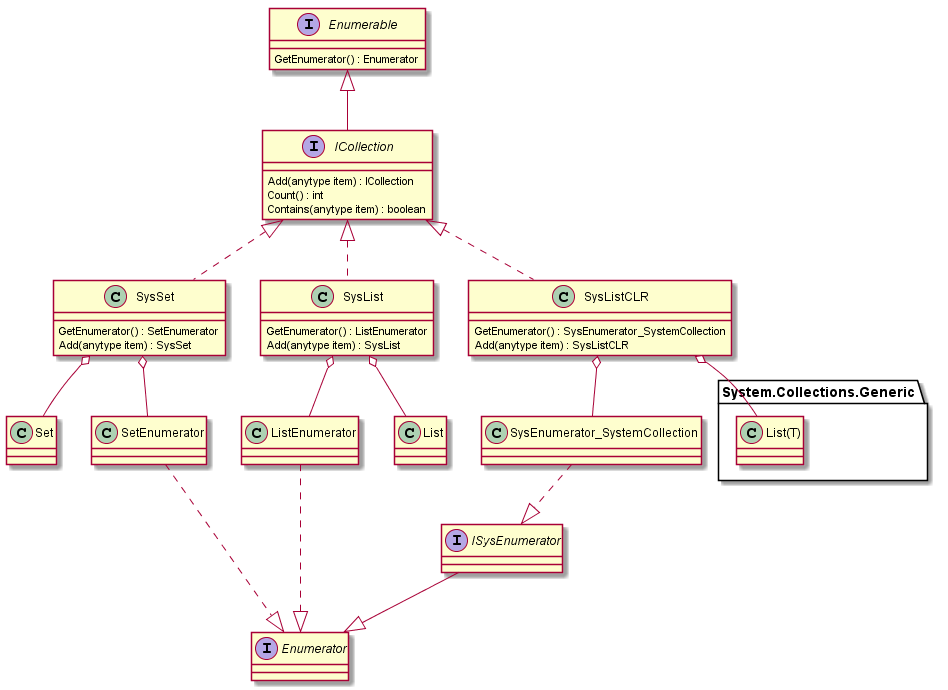 I Enumerable
GetEnumerator() : Enumerator
I ICollection
Add(anytype item) : ICollection
Count() : int
Contains(anytype item) : boolean
C SysSet
GetEnumerator() : SetEnumerator
Add(anytype item) : SysSet
C SysList
GetEnumerator() : ListEnumerator
Add(anytype item) : SysList
C SysListCLR
GetEnumerator() : SysEnumerator_SystemCollection
Add(anytype item) : SysListCLR
System.Collections.Generic
C Set
C SetEnumerator
C ListEnumerator
C List
C SysEnumerator_SystemCollection
C List(T)
I ISysEnumerator
I Enumerator